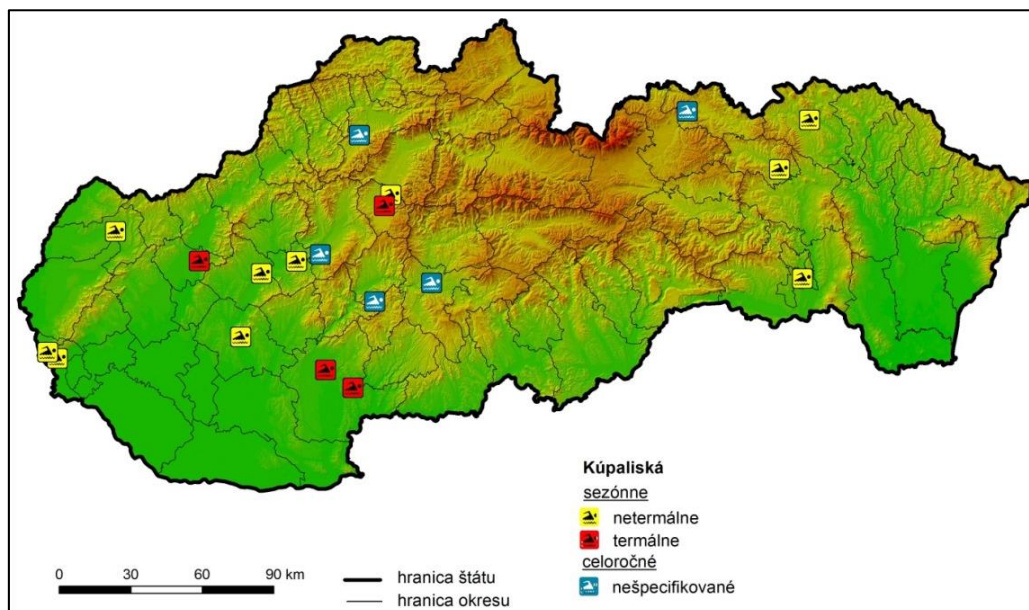 Kúpaliská
sezónne
netermálne
termálne
celoročné
nešpecifikované
0 30 60 90 km
hranica štátu
hranica okresu